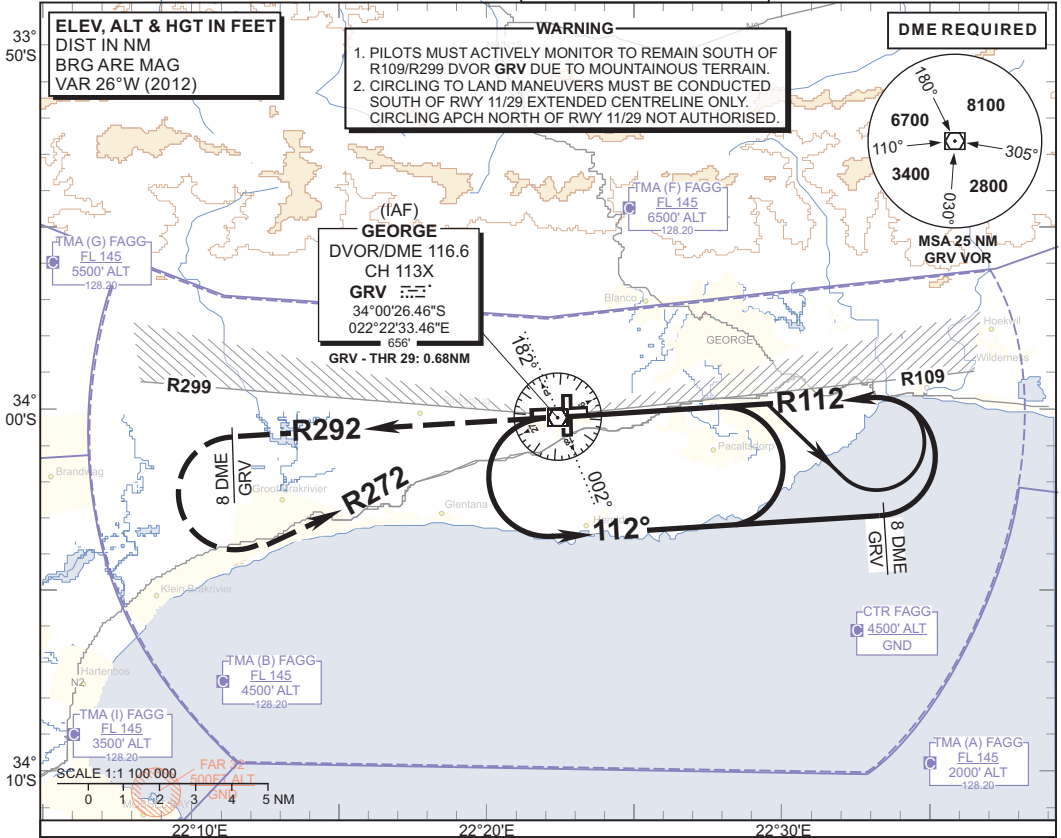 ELEV, ALT & HGT IN FEET
DIST IN NM
BRG ARE MAG
VAR 26°W (2012)
WARNING
1. PILOTS MUST ACTIVELY MONITOR TO REMAIN SOUTH OF
R109/R299 DVOR GRV DUE TO MOUNTAINOUS TERRAIN.
2. CIRCLING TO LAND MANEUVERS MUST BE CONDUCTED
SOUTH OF RWY 11/29 EXTENDED CENTRELINE ONLY.
CIRCLING APCH NORTH OF RWY 11/29 NOT AUTHORISED.
DME REQUIRED
180°
8100
6700
110°
305°
3400
2800
030°
MSA 25 NM
GRV VOR
33°
50'S
TMA (F) FAGG
C
FL 145
6500' ALT
128.20
(IAF)
GEORGE
DVOR/DME 116.6
CH 113X
GRV
34°00'26.46"S
022°22'33.46"E
656'
GRV - THR 29: 0.68NM
TMA (G) FAGG
C
FL 145
5500' ALT
128.20
Blanco
GEORGE
Hoekwil
Wilderness
182°
R299
R109
34°
00'S
R292
R112
8 DME
GRV
R272
002°
Pacaltsdorp
Brandwag
Groot Brakrivier
Glentana
112°
8 DME
GRV
Klein Brakrivier
CTR FAGG
C
4500' ALT
GND
Hartenbos
N2
TMA (B) FAGG
C
FL 145
4500' ALT
128.20
TMA (I) FAGG
C
FL 145
3500' ALT
128.20
TMA (A) FAGG
C
FL 145
2000' ALT
128.20
34°
10'S
SCALE 1:1 100 000
0 1 2 3 4 5 NM
500FT ALT
GND
22°10'E
22°20'E
22°30'E